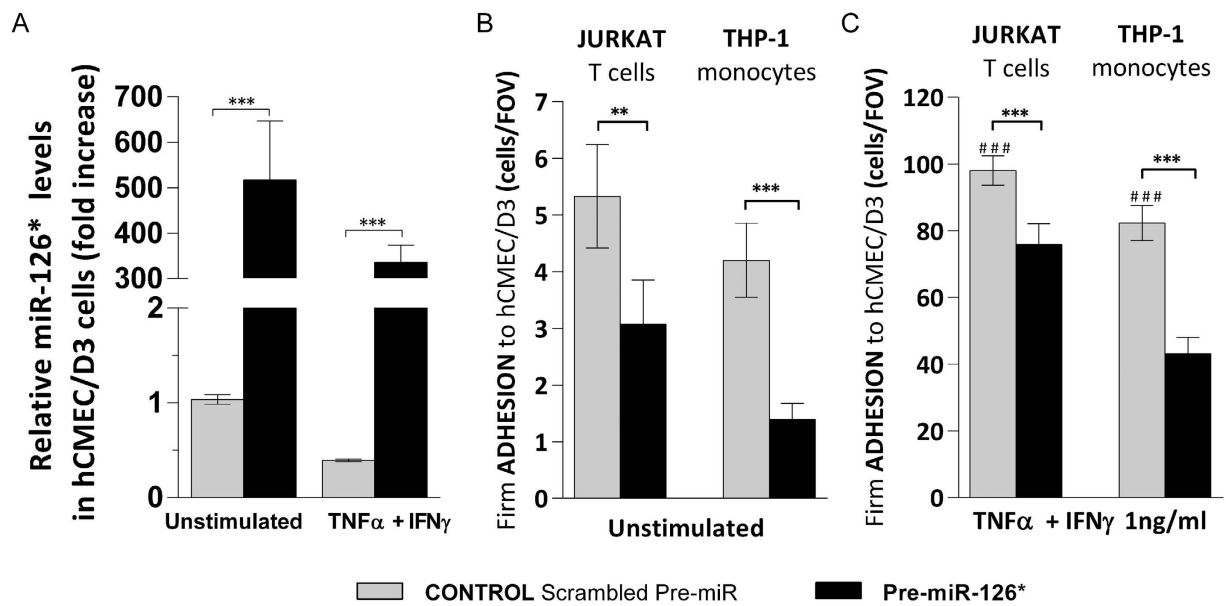 A
Relative miR-126* levels
in hCMEC/D3 cells (fold increase)
700
600
500
400
300
2
1
0
***
***
Unstimulated
TNFα + IFNγ
B
JURKAT
T cells
THP-1
monocytes
Firm ADHESION to hCMEC/D3 (cells/FOV)
7
6
5
4
3
2
1
0
**
***
Unstimulated
C
JURKAT
T cells
THP-1
monocytes
Firm ADHESION to hCMEC/D3 (cells/FOV)
120
100
80
60
40
20
0
***
###
***
###
TNFα + IFNγ 1ng/ml
CONTROL Scrambled Pre-miR
Pre-miR-126*